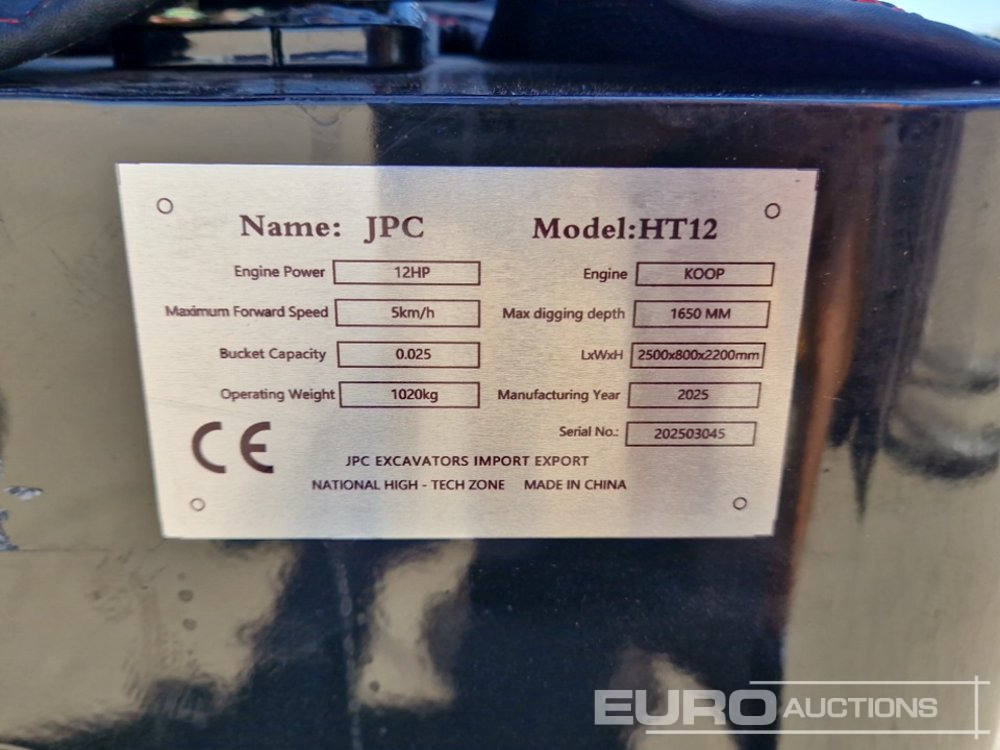 Name: JPC Model:HT12
Engine Power 12HP Engine KOOP
Maximum Forward Speed 5km/h Max digging depth 1650 MM
Bucket Capacity 0.025 LxWxH 2500x800x2200mm
Operating Weight 1020kg Manufacturing Year 2025
Serial No.: 202503045
CE
JPC EXCAVATORS IMPORT EXPORT
NATIONAL HIGH - TECH ZONE MADE IN CHINA
EURO AUCTIONS